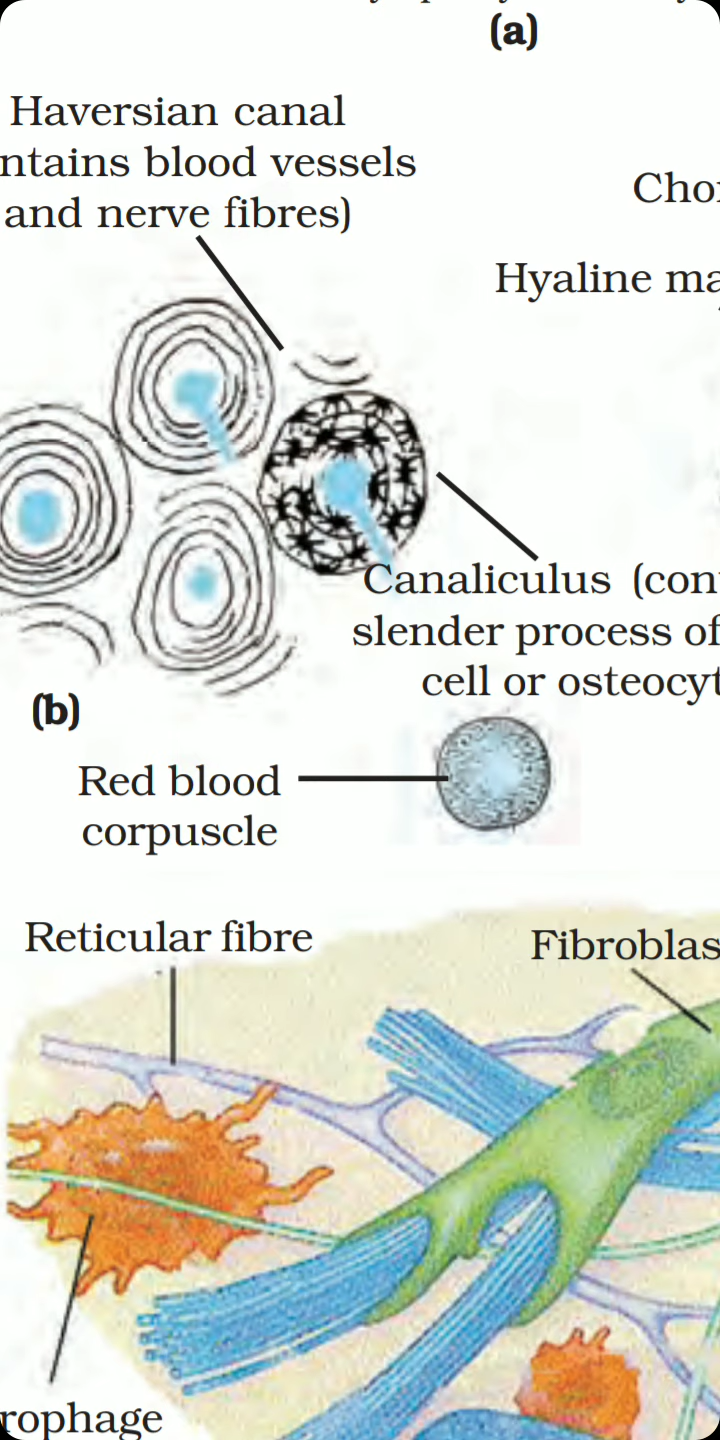 (a)
Haversian canal
ntains blood vessels
and nerve fibres)
Chon
Hyaline ma
Canaliculus (cont
slender process of
cell or osteocyt
(b)
Red blood
corpuscle
Reticular fibre
Fibroblas
rophage